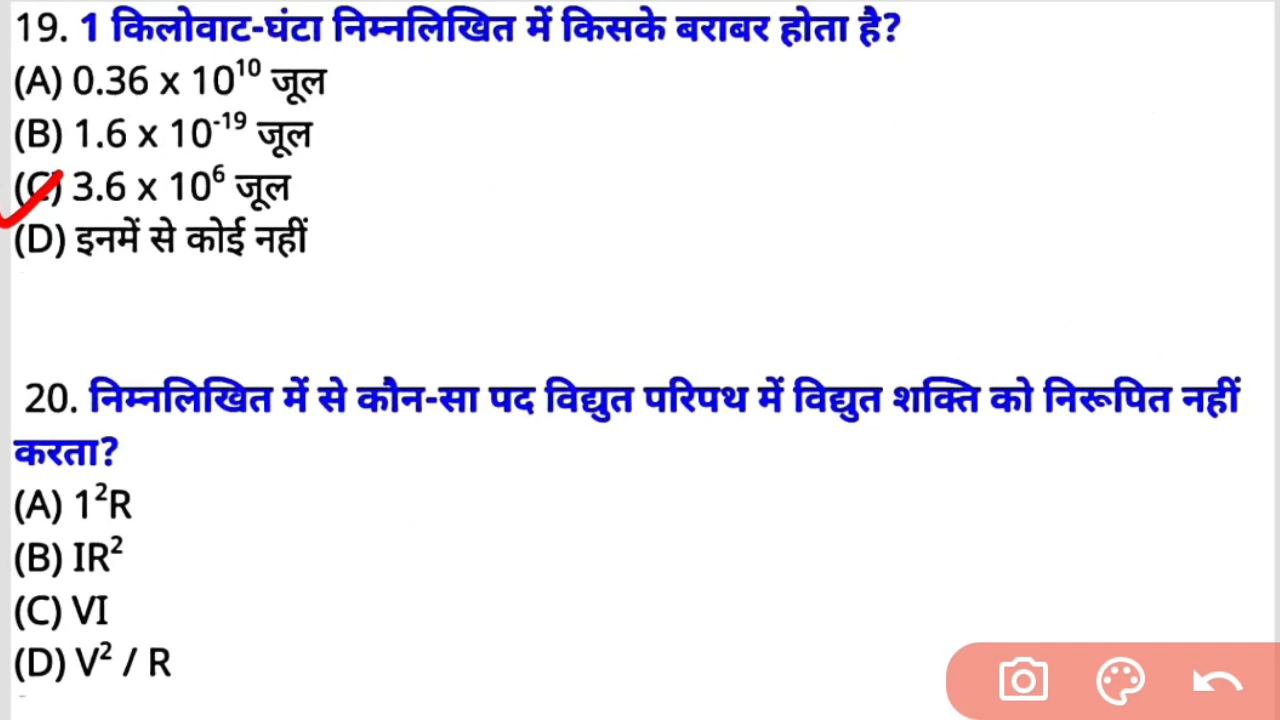 19. 1 किलोवाट-घंटा निम्नलिखित में किसके बराबर होता है?
(A) 0.36 x 10¹⁰ जूल
(B) 1.6 x 10⁻¹⁹ जूल
(C) 3.6 x 10⁶ जूल
(D) इनमें से कोई नहीं
20. निम्नलिखित में से कौन-सा पद विद्युत परिपथ में विद्युत शक्ति को निरूपित नहीं
करता?
(A) 1²R
(B) IR²
(C) VI
(D) V² / R